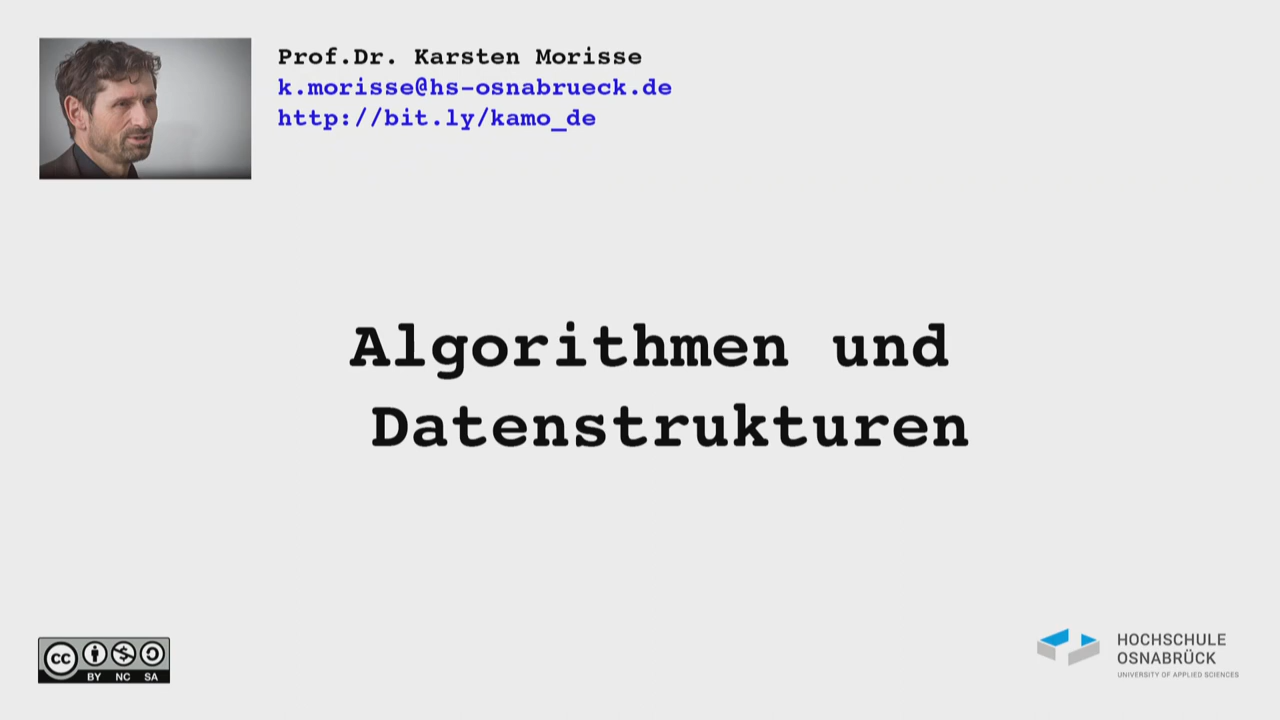 Prof.Dr. Karsten Morisse
k.morisse@hs-osnabrueck.de
http://bit.ly/kamo_de
Algorithmen und
Datenstrukturen
cc
BY NC SA
HOCHSCHULE
OSNABRÜCK
UNIVERSITY OF APPLIED SCIENCES